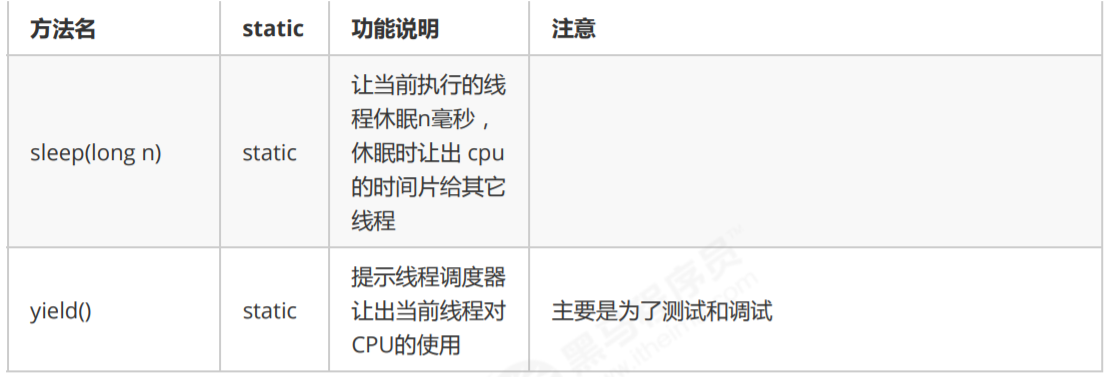 方法名 static 功能说明 注意
sleep(long n) static 让当前执行的线
程休眠n毫秒，
休眠时让出 cpu
的时间片给其它
线程
yield() static 提示线程调度器
让出当前线程对
CPU的使用
主要是为了测试和调试
黑马程序员